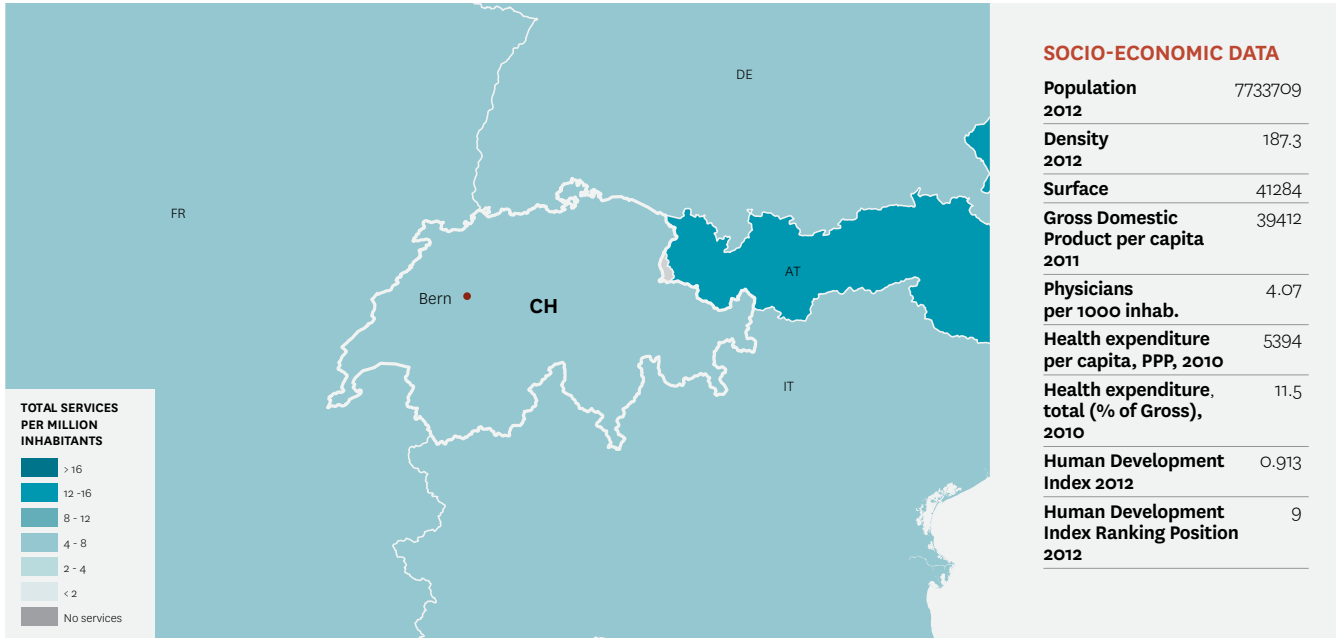 DE
FR
AT
Bern
CH
IT
TOTAL SERVICES
PER MILLION
INHABITANTS
> 16
12 -16
8 - 12
4 - 8
2 - 4
< 2
No services
SOCIO-ECONOMIC DATA
Population 7733709
2012
Density 187.3
2012
Surface 41284
Gross Domestic 39412
Product per capita
2011
Physicians 4.07
per 1000 inhab.
Health expenditure 5394
per capita, PPP, 2010
Health expenditure, 11.5
total (% of Gross),
2010
Human Development 0.913
Index 2012
Human Development 9
Index Ranking Position
2012